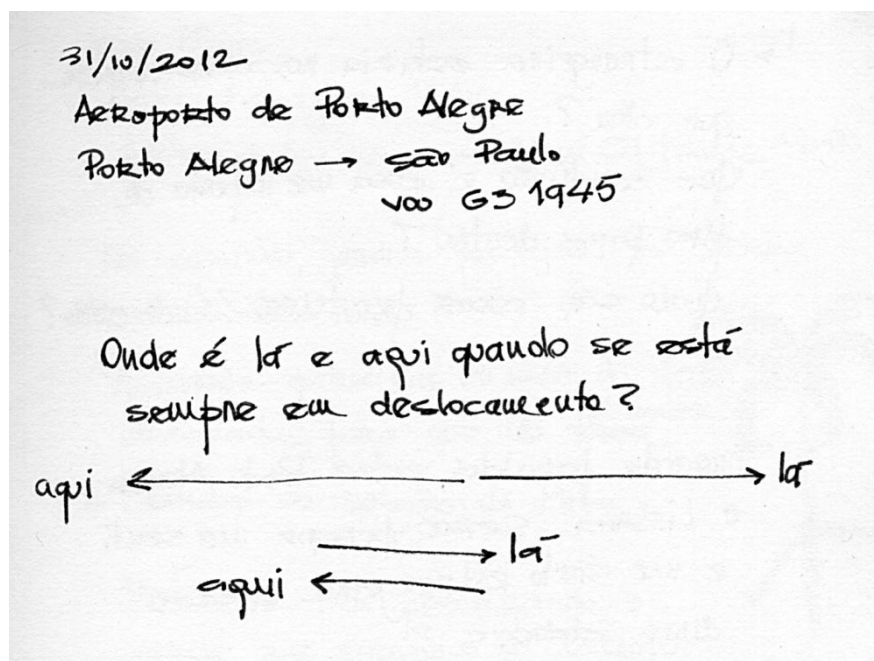 31/10/2012
Aeroporto de Porto Alegre
Porto Alegre → São Paulo
voo G3 1945
Onde é lá e aqui quando se está
sempre em deslocamento?
aqui ← → lá
→ lá
aqui ←